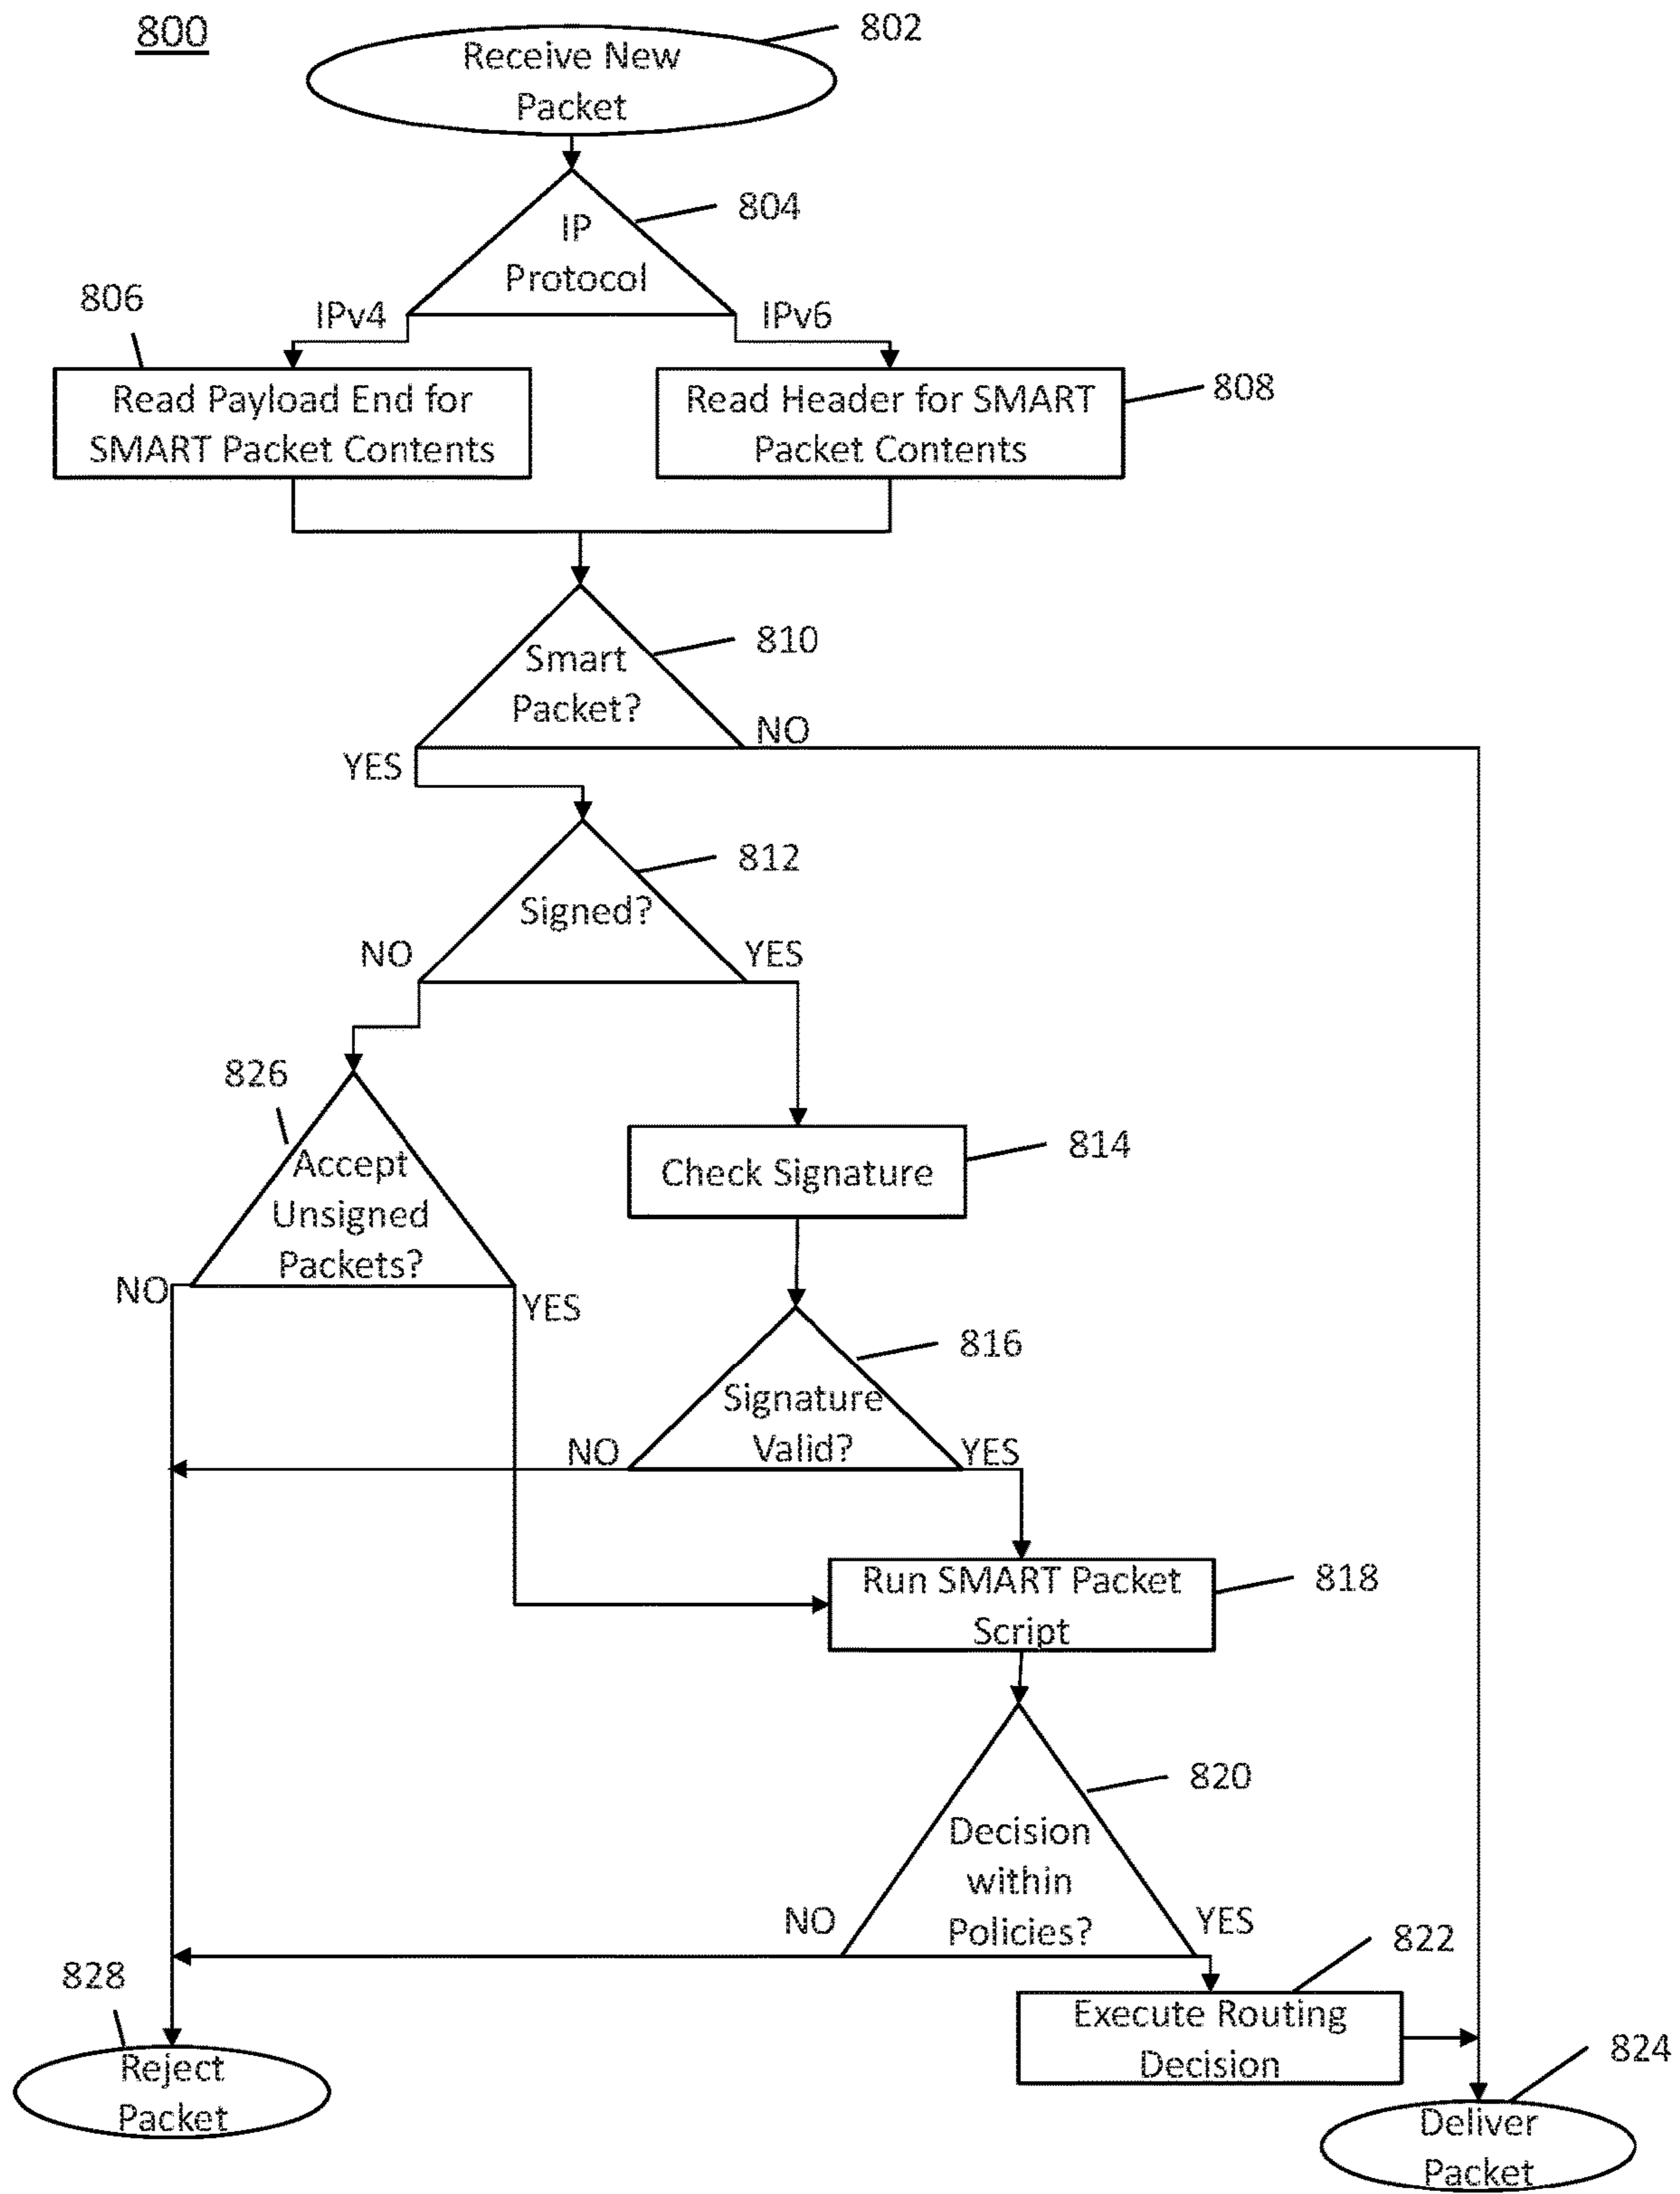 800
802
Receive New
Packet
804
IP
Protocol
806
IPv4
IPv6
Read Payload End for
SMART Packet Contents
Read Header for SMART
Packet Contents
808
810
Smart
Packet?
NO
YES
812
Signed?
NO
YES
826
Accept
Unsigned
Packets?
NO
YES
814
Check Signature
816
Signature
Valid?
NO
YES
Run SMART Packet
Script
818
820
Decision
within
Policies?
NO
YES
822
828
Execute Routing
Decision
824
Reject
Packet
Deliver
Packet